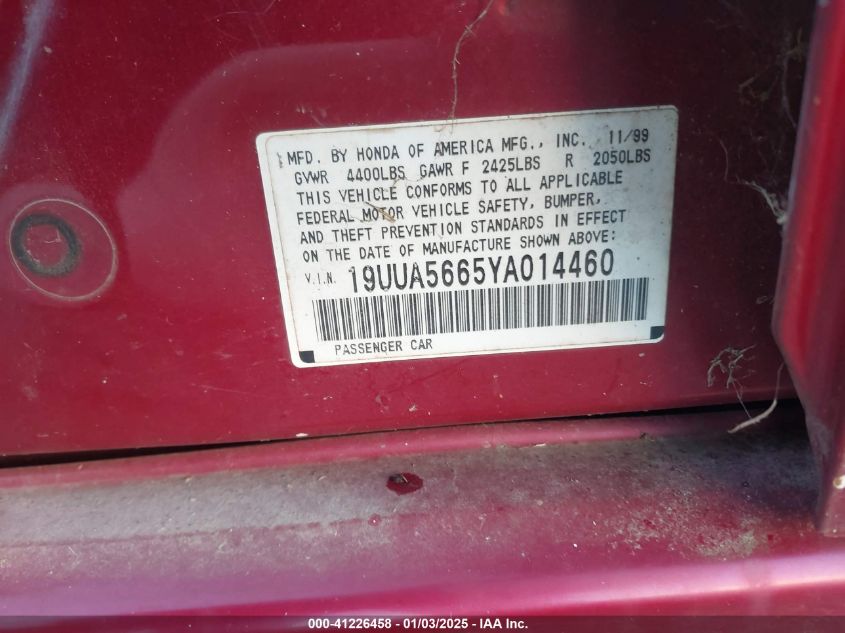 MFD. BY HONDA OF AMERICA MFG., INC. 11/99
GVWR 4400LBS GAWR F 2425LBS R 2050LBS
THIS VEHICLE CONFORMS TO ALL APPLICABLE
FEDERAL MOTOR VEHICLE SAFETY, BUMPER,
AND THEFT PREVENTION STANDARDS IN EFFECT
ON THE DATE OF MANUFACTURE SHOWN ABOVE:
V.I.N. 19UUA5665YA014460
PASSENGER CAR
000-41226458 - 01/03/2025 - IAA Inc.